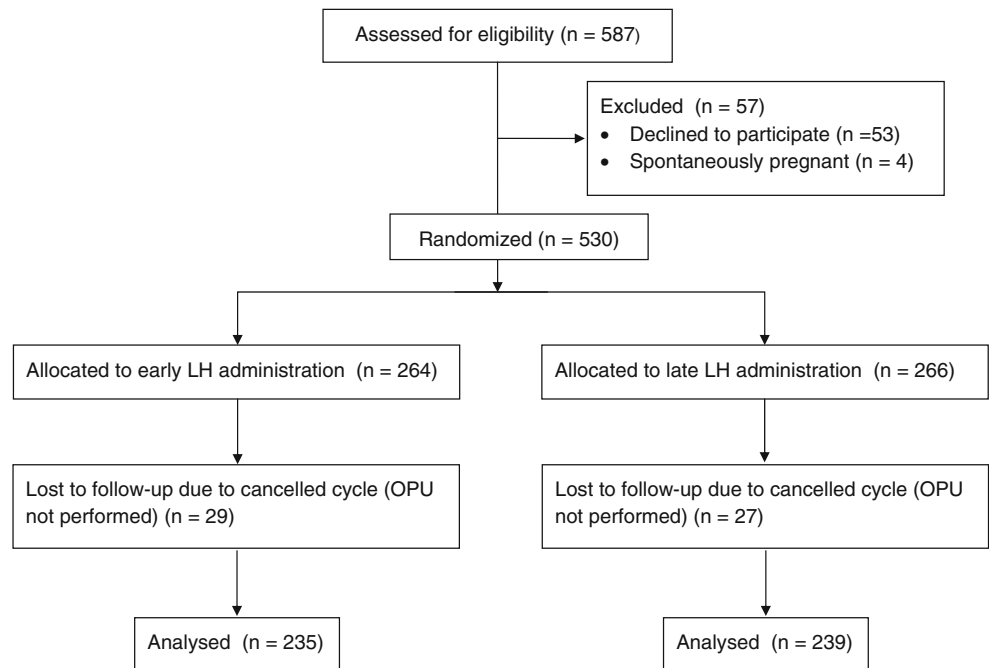 Assessed for eligibility (n = 587)
Excluded (n = 57)
• Declined to participate (n =53)
• Spontaneously pregnant (n = 4)
Randomized (n = 530)
Allocated to early LH administration (n = 264)
Allocated to late LH administration (n = 266)
Lost to follow-up due to cancelled cycle (OPU
not performed) (n = 29)
Lost to follow-up due to cancelled cycle (OPU
not performed) (n = 27)
Analysed (n = 235)
Analysed (n = 239)